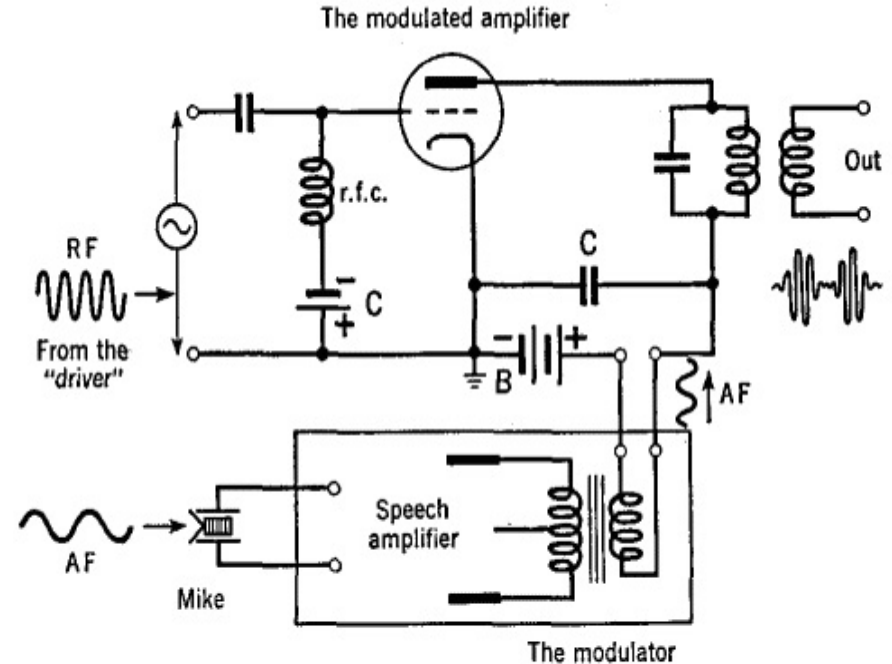 The modulated amplifier
RF
From the
"driver"
r.f.c.
-
+
C
C
Out
-
+
B
AF
AF
Mike
Speech
amplifier
The modulator